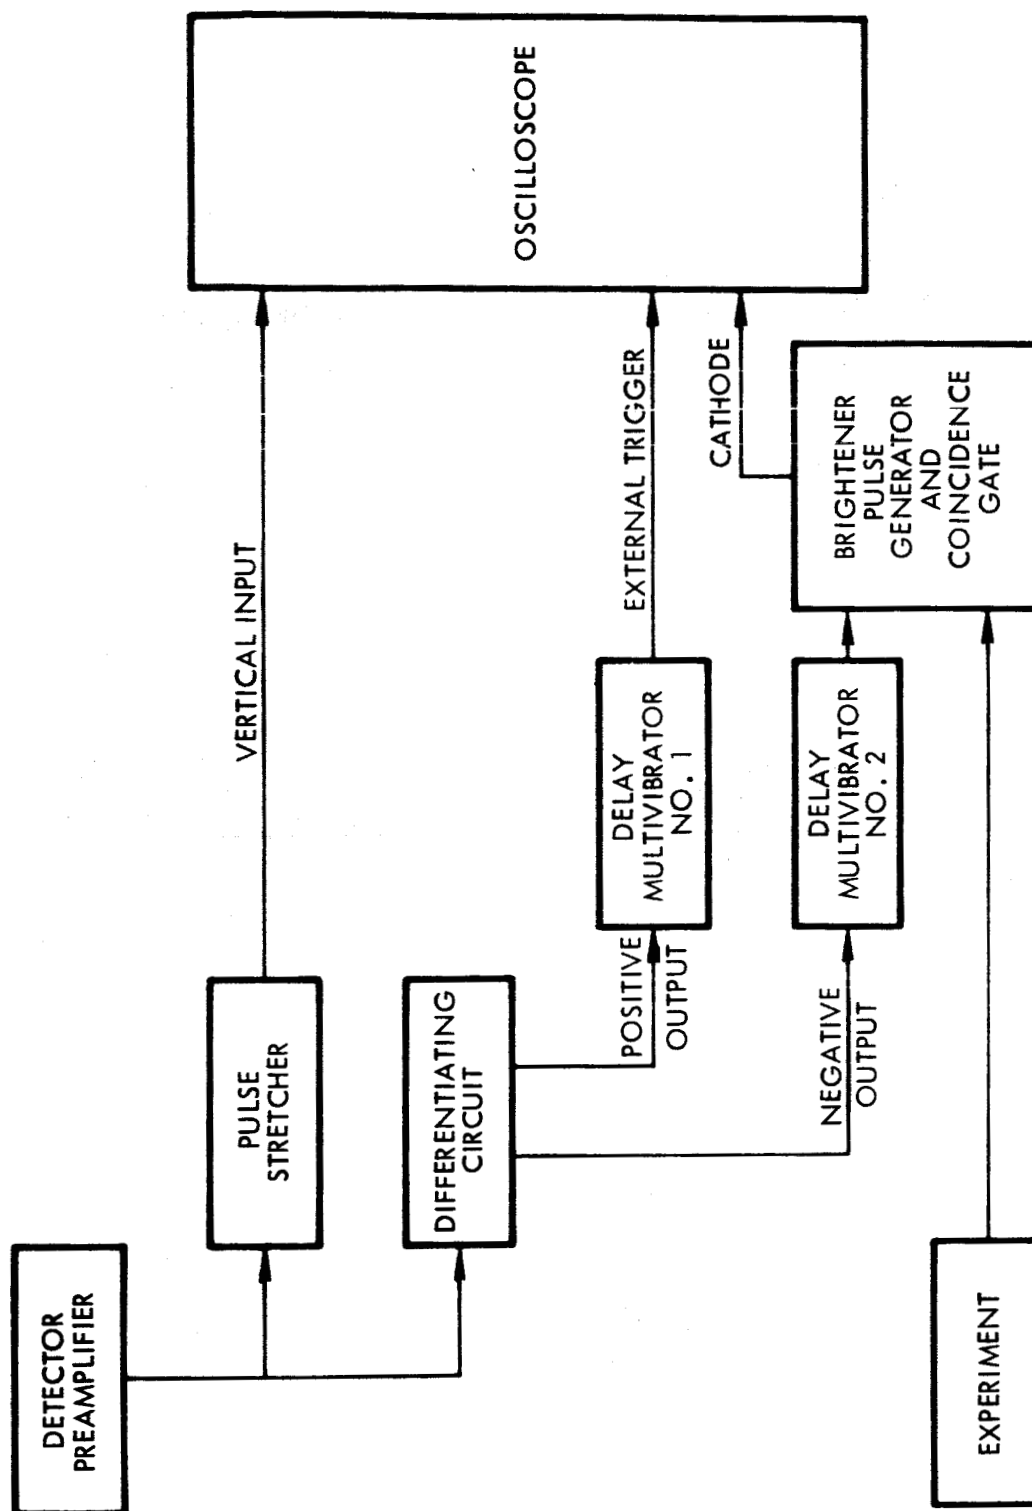 DETECTOR
PREAMPLIFIER
PULSE
STRETCHER
VERTICAL INPUT
OSCILLOSCOPE
DIFFERENTIATING
CIRCUIT
POSITIVE
OUTPUT
DELAY
MULTIVIBRATOR
NO. 1
EXTERNAL TRIGGER
NEGATIVE
OUTPUT
DELAY
MULTIVIBRATOR
NO. 2
CATHODE
BRIGHTENER
PULSE
GENERATOR
AND
COINCIDENCE
GATE
EXPERIMENT